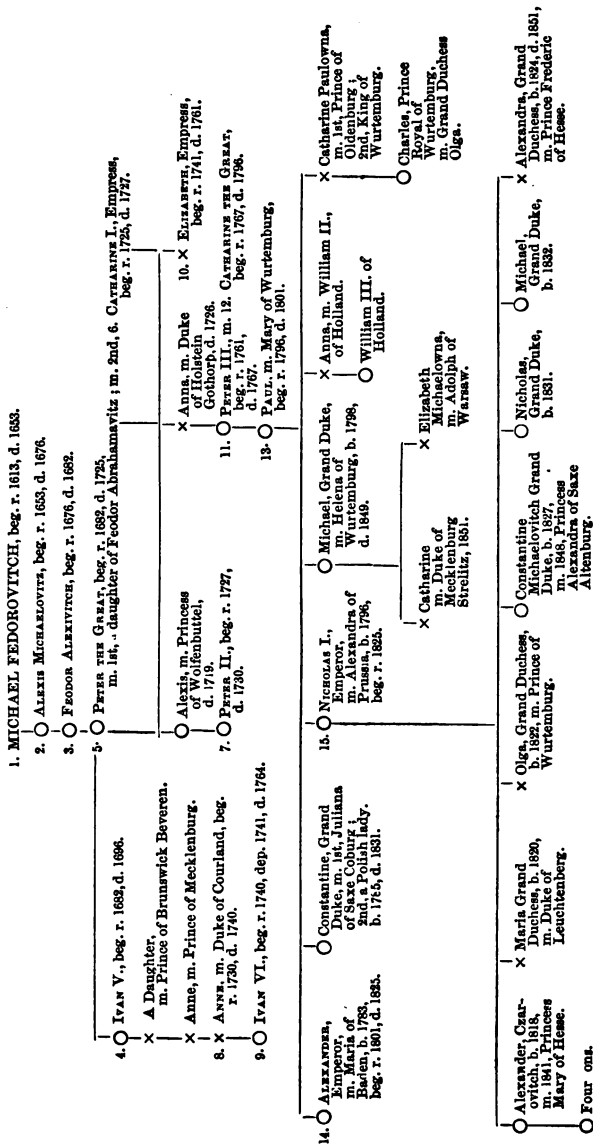 1. MICHAEL FEDOROVITCH, beg. r. 1613, d. 1653.
2. ALEXIS MICHAELOVITZ, beg. r. 1653, d. 1676.
3. FEODOR ALEXIVITCH, beg. r. 1676, d. 1682.
5. PETER THE GREAT, beg. r. 1682, d. 1725,
m. 1st, daughter of Feodor Abrahamavitz; m. 2nd, 6. CATHARINE I., Empress,
beg. r. 1725, d. 1727.
4. IVAN V., beg. r. 1682, d. 1696.
× A Daughter,
m. Prince of Brunswick Beveren.
× Anne, m. Prince of Mecklenburg.
8. × ANNE, m. Duke of Courland, beg.
r. 1730, d. 1740.
9. IVAN VI., beg. r. 1740, dep. 1741, d. 1764.
Alexis, m. Princess
of Wolfenbuttel,
d. 1719.
7. PETER II., beg. r. 1727,
d. 1730.
× Anna, m. Duke
of Holstein
Gothorp, d. 1726.
10. × ELIZABETH, Empress,
beg. r. 1741, d. 1761.
11. PETER III., m. 12. CATHARINE THE GREAT,
beg. r. 1761, beg. r. 1767, d. 1796.
d. 1767.
13. PAUL, m. Mary of Wurtemburg,
beg. r. 1796, d. 1801.
14. ALEXANDER,
Emperor,
m. Maria of
Baden, b. 1783,
beg. r. 1801, d. 1825.
Constantine, Grand
Duke, m. 1st, Juliana
of Saxe Coburg;
2nd, a Polish lady.
b. 1785, d. 1831.
15. NICHOLAS I.,
Emperor,
m. Alexandra of
Prussia, b. 1796,
beg. r. 1825.
Michael, Grand Duke,
m. Helena of
Wurtemburg, b. 1798,
d. 1849.
× Anna, m. William II.,
of Holland.
William III. of
Holland.
× Catharine Paulowna,
m. 1st, Prince of
Oldenburg;
2nd, King of
Wurtemburg.
Charles, Prince
Royal of
Wurtemburg,
m. Grand Duchess
Olga.
× Catharine
m. Duke of
Mecklenburg
Strelitz, 1851.
× Elizabeth
Michaelowna,
m. Adolph of
Warsaw.
Alexander, Czar-
ovitch, b. 1818,
m. 1841, Princess
Mary of Hesse.
Four ons.
× Maria Grand
Duchess, b. 1820,
m. Duke of
Leuchtenberg.
× Olga, Grand Duchess,
b. 1822, m. Prince of
Wurtemburg.
Constantine
Michaelovitch Grand
Duke, b. 1827,
m. 1848, Princess
Alexandra of Saxe
Altenburg.
Nicholas,
Grand Duke,
b. 1831.
Michael,
Grand Duke,
b. 1832.
× Alexandra, Grand
Duchess, b. 1824, d. 1851,
m. Prince Frederic
of Hesse.